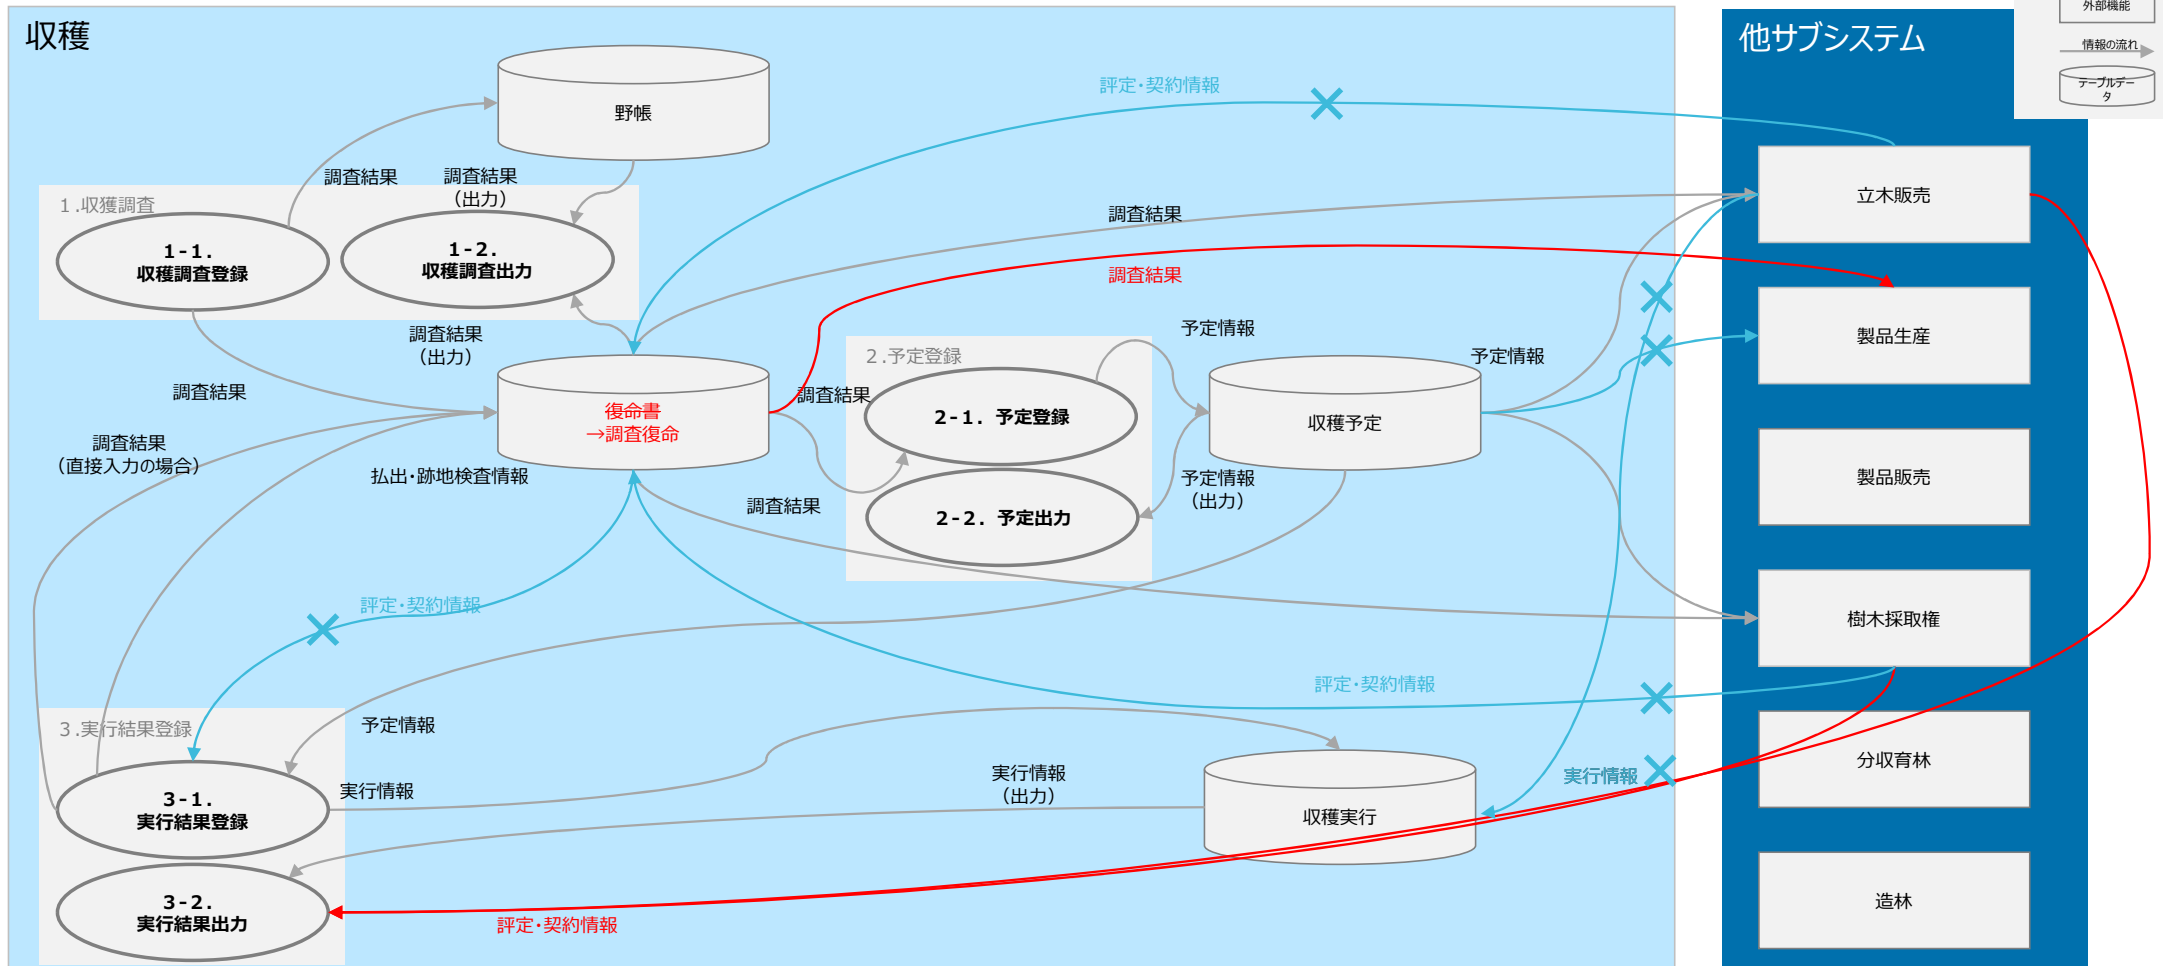 収穫
他サブシステム
外部機能
情報の流れ
テーブルデー
タ
野帳
評定・契約情報
調査結果
調査結果
（出力）
1.収穫調査
1-1.
収穫調査登録
1-2.
収穫調査出力
調査結果
調査結果
立木販売
製品生産
製品販売
樹木採取権
分収育林
造林
調査結果
（出力）
調査結果
調査結果
（直接入力の場合）
復命書
→調査復命
払出・跡地検査情報
調査結果
調査結果
2.予定登録
2-1. 予定登録
2-2. 予定出力
予定情報
予定情報
収穫予定
予定情報
（出力）
評定・契約情報
評定・契約情報
3.実行結果登録
予定情報
3-1.
実行結果登録
実行情報
実行情報
（出力）
実行情報
収穫実行
3-2.
実行結果出力
評定・契約情報